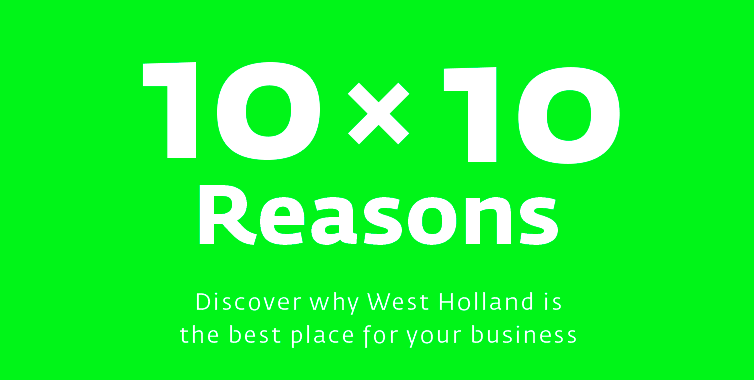 10×10
Reasons
Discover why West Holland is
the best place for your business